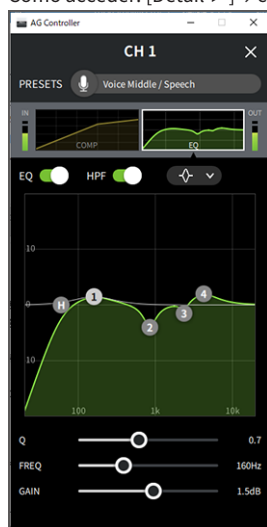 AG Controller
CH 1
PRESETS Voice Middle / Speech
IN OUT
COMP EQ
EQ HPF
10
0
10
H 1 2 3 4
100 1k 10k
Q 0.7
FREQ 160Hz
GAIN 1.5dB